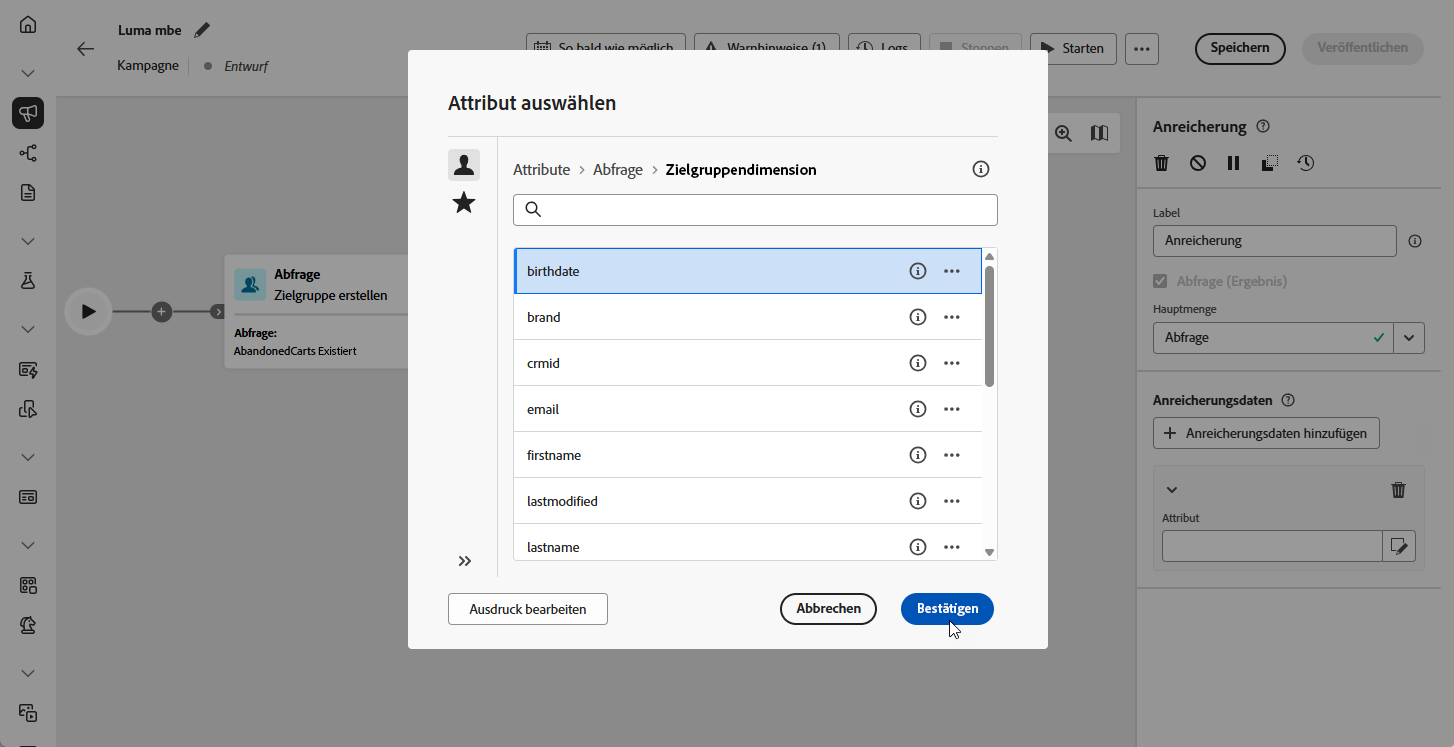 Luma mbe
Kampagne
Entwurf
So bald wie möglich
Warnhinweise (1)
Logs
Stoppen
Starten
Speichern
Veröffentlichen
Abfrage
Zielgruppe erstellen
Abfrage:
AbandonedCarts Existiert
Attribut auswählen
Attribute > Abfrage > Zielgruppendimension
birthdate
brand
crmid
email
firstname
lastmodified
lastname
Ausdruck bearbeiten
Abbrechen
Bestätigen
Anreicherung
Label
Anreicherung
Abfrage (Ergebnis)
Hauptmenge
Abfrage
Anreicherungsdaten
Anreicherungsdaten hinzufügen
Attribut